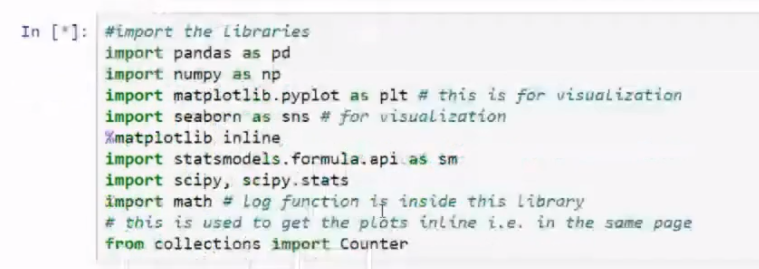 In [*]: #import the libraries
import pandas as pd
import numpy as np
import matplotlib.pyplot as plt # this is for visualization
import seaborn as sns # for visualization
%matplotlib inline
import statsmodels.formula.api as sm
import scipy, scipy.stats
import math # Log function is inside this library
# this is used to get the plots inline i.e. in the same page
from collections import Counter